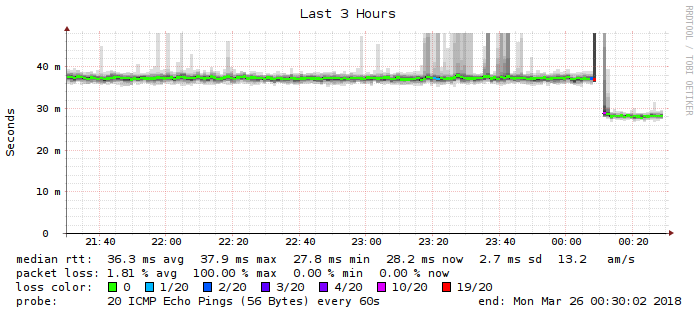 Last 3 Hours
RRDTOOL / TOBI OETIKER
Seconds
40 m
30 m
20 m
10 m
0
21:40 22:00 22:20 22:40 23:00 23:20 23:40 00:00 00:20
median rtt: 36.3 ms avg 37.9 ms max 27.8 ms min 28.2 ms now 2.7 ms sd 13.2 am/s
packet loss: 1.81 % avg 100.00 % max 0.00 % min 0.00 % now
loss color: 0 1/20 2/20 3/20 4/20 10/20 19/20
probe: 20 ICMP Echo Pings (56 Bytes) every 60s end: Mon Mar 26 00:30:02 2018